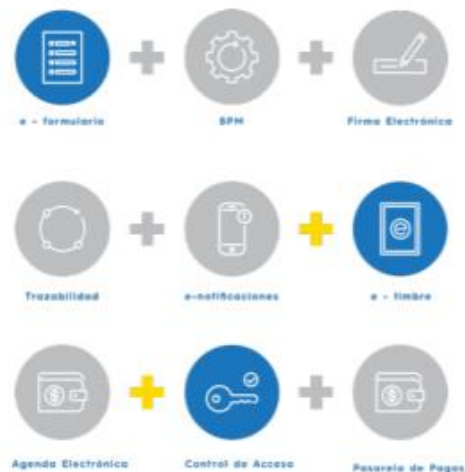 e - formulario
BPM
Firma Electrónica
Trazabilidad
e-notificaciones
e - timbre
Agenda Electrónica
Control de Acceso
Pasarela de Pagos